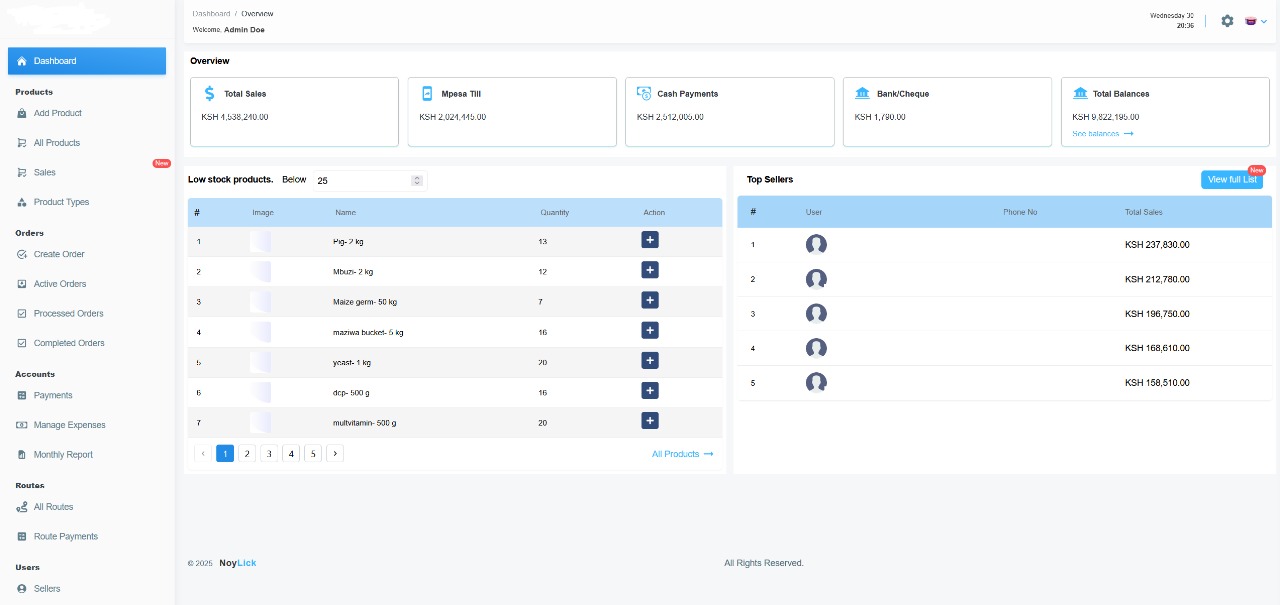 Dashboard / Overview
Welcome, Admin Doe
Wednesday 30
20:36
Dashboard
Products
Add Product
All Products
Sales
New
Product Types
Orders
Create Order
Active Orders
Processed Orders
Completed Orders
Accounts
Payments
Manage Expenses
Monthly Report
Routes
All Routes
Route Payments
Users
Sellers
Overview
Total Sales
KSH 4,538,240.00
Mpesa Till
KSH 2,024,445.00
Cash Payments
KSH 2,512,005.00
Bank/Cheque
KSH 1,790.00
Total Balances
KSH 9,822,195.00
See balances
Low stock products. Below 25
# Image Name Quantity Action
1 Pig- 2 kg 13
2 Mbuzi- 2 kg 12
3 Maize germ- 50 kg 7
4 maziwa bucket- 5 kg 16
5 yeast- 1 kg 20
6 dcp- 500 g 16
7 multvitamin- 500 g 20
1 2 3 4 5
All Products
Top Sellers
New
View full List
# User Phone No Total Sales
1 KSH 237,830.00
2 KSH 212,780.00
3 KSH 196,750.00
4 KSH 168,610.00
5 KSH 158,510.00
© 2025 NoyLick
All Rights Reserved.